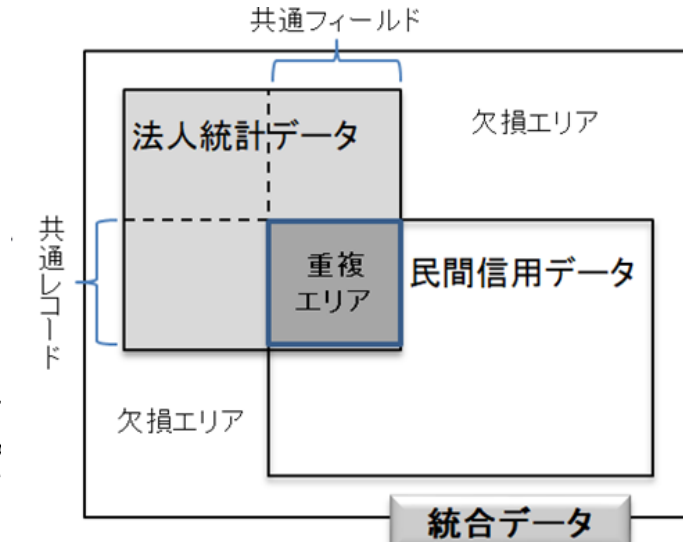 共通フィールド
法人統計データ
欠損エリア
共通レコード
重複
エリア
民間信用データ
欠損エリア
統合データ